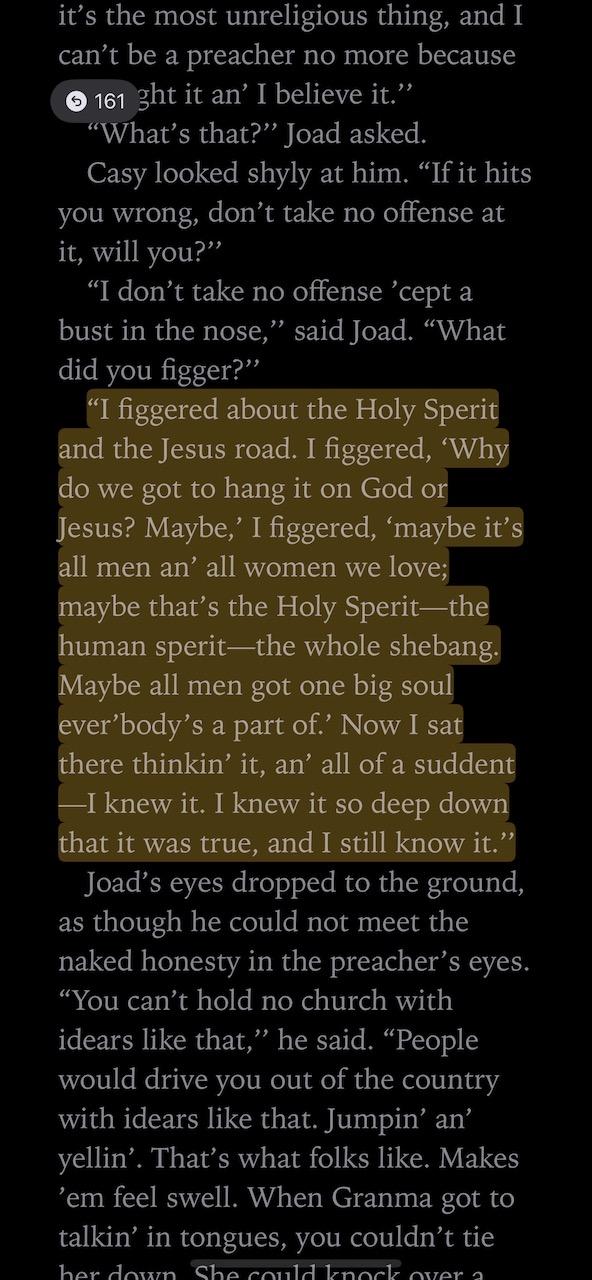 it’s the most unreligious thing, and I
can’t be a preacher no more because
161
ght it an’ I believe it.’’
“What’s that?’’ Joad asked.
Casy looked shyly at him. “If it hits
you wrong, don’t take no offense at
it, will you?’’
“I don’t take no offense ’cept a
bust in the nose,’’ said Joad. “What
did you figger?’’
“I figgered about the Holy Sperit
and the Jesus road. I figgered, ‘Why
do we got to hang it on God or
Jesus? Maybe,’ I figgered, ‘maybe it’s
all men an’ all women we love;
maybe that’s the Holy Sperit—the
human sperit—the whole shebang.
Maybe all men got one big soul
ever’body’s a part of.’ Now I sat
there thinkin’ it, an’ all of a suddent
—I knew it. I knew it so deep down
that it was true, and I still know it.’’
Joad’s eyes dropped to the ground,
as though he could not meet the
naked honesty in the preacher’s eyes.
“You can’t hold no church with
idears like that,’’ he said. “People
would drive you out of the country
with idears like that. Jumpin’ an’
yellin’. That’s what folks like. Makes
’em feel swell. When Granma got to
talkin’ in tongues, you couldn’t tie
her down. She could knock over a